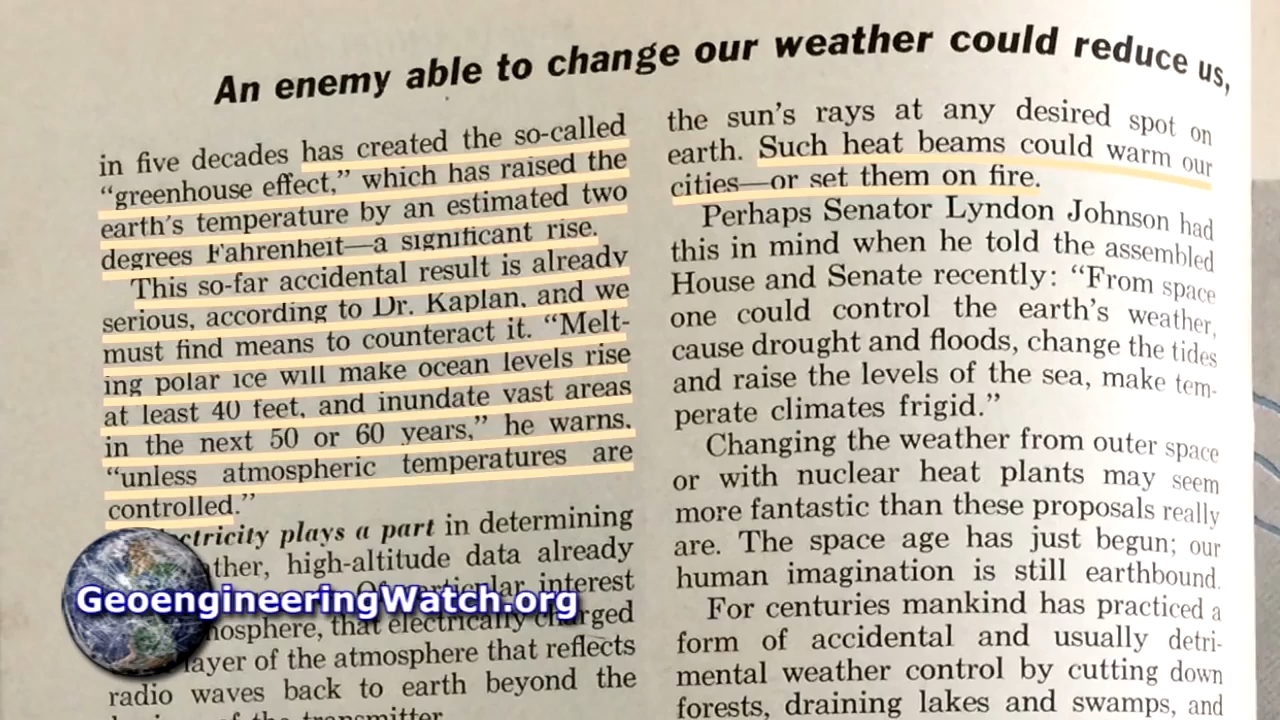 An enemy able to change our weather could reduce us,
in five decades has created the so-called
“greenhouse effect,” which has raised the
earth’s temperature by an estimated two
degrees Fahrenheit—a significant rise.
This so-far accidental result is already
serious, according to Dr. Kaplan, and we
must find means to counteract it. “Melt-
ing polar ice will make ocean levels rise
at least 40 feet, and inundate vast areas
in the next 50 or 60 years,” he warns,
“unless atmospheric temperatures are
controlled.”
plays a part in determining
high-altitude data already
interest
that electrically charged
layer of the atmosphere that reflects
radio waves back to earth beyond the
of the transmitter.
the sun’s rays at any desired spot on
earth. Such heat beams could warm our
cities—or set them on fire.
Perhaps Senator Lyndon Johnson had
this in mind when he told the assembled
House and Senate recently: “From space
one could control the earth’s weather,
cause drought and floods, change the tides
and raise the levels of the sea, make tem-
perate climates frigid.”
Changing the weather from outer space
or with nuclear heat plants may seem
more fantastic than these proposals really
are. The space age has just begun; our
human imagination is still earthbound.
For centuries mankind has practiced a
form of accidental and usually detri-
mental weather control by cutting down
forests, draining lakes and swamps, and
GeoengineeringWatch.org